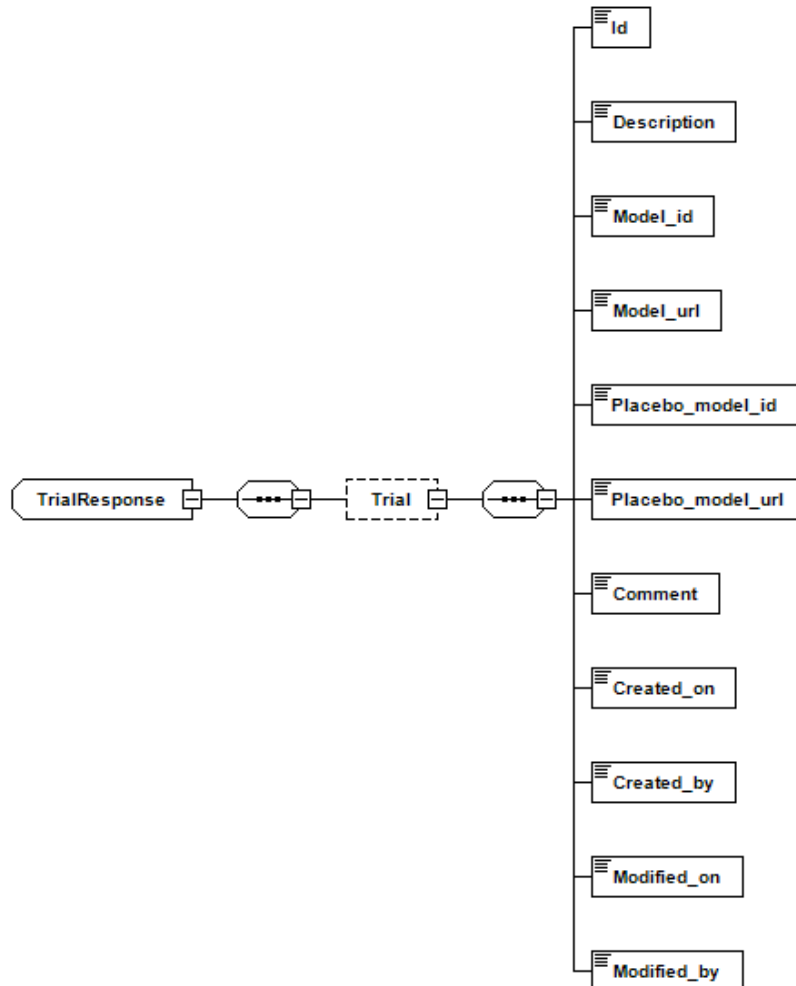 Id
Description
Model_id
Model_url
Placebo_model_id
TrialResponse
Trial
Placebo_model_url
Comment
Created_on
Created_by
Modified_on
Modified_by